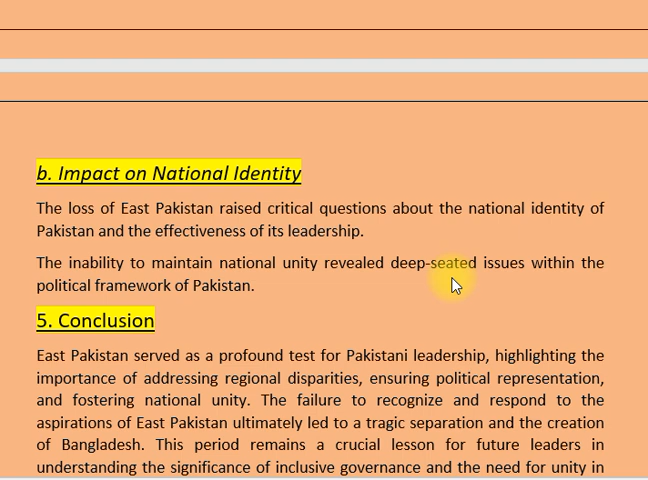 b. Impact on National Identity
The loss of East Pakistan raised critical questions about the national identity of
Pakistan and the effectiveness of its leadership.
The inability to maintain national unity revealed deep-seated issues within the
political framework of Pakistan.
5. Conclusion
East Pakistan served as a profound test for Pakistani leadership, highlighting the
importance of addressing regional disparities, ensuring political representation,
and fostering national unity. The failure to recognize and respond to the
aspirations of East Pakistan ultimately led to a tragic separation and the creation
of Bangladesh. This period remains a crucial lesson for future leaders in
understanding the significance of inclusive governance and the need for unity in